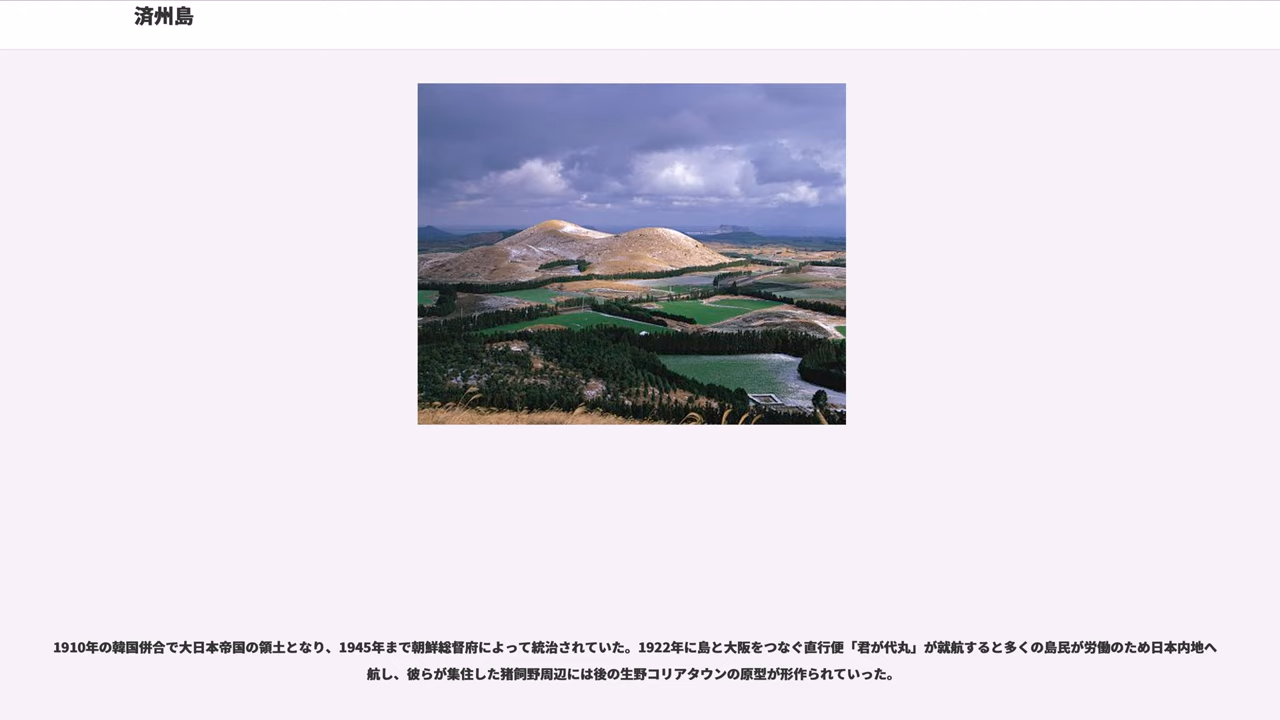 済州島
1910年の韓国併合で大日本帝国の領土となり、1945年まで朝鮮総督府によって統治されていた。1922年に島と大阪をつなぐ直行便「君が代丸」が就航すると多くの島民が労働のため日本内地へ
航し、彼らが集住した猪飼野周辺には後の生野コリアタウンの原型が形作られていった。